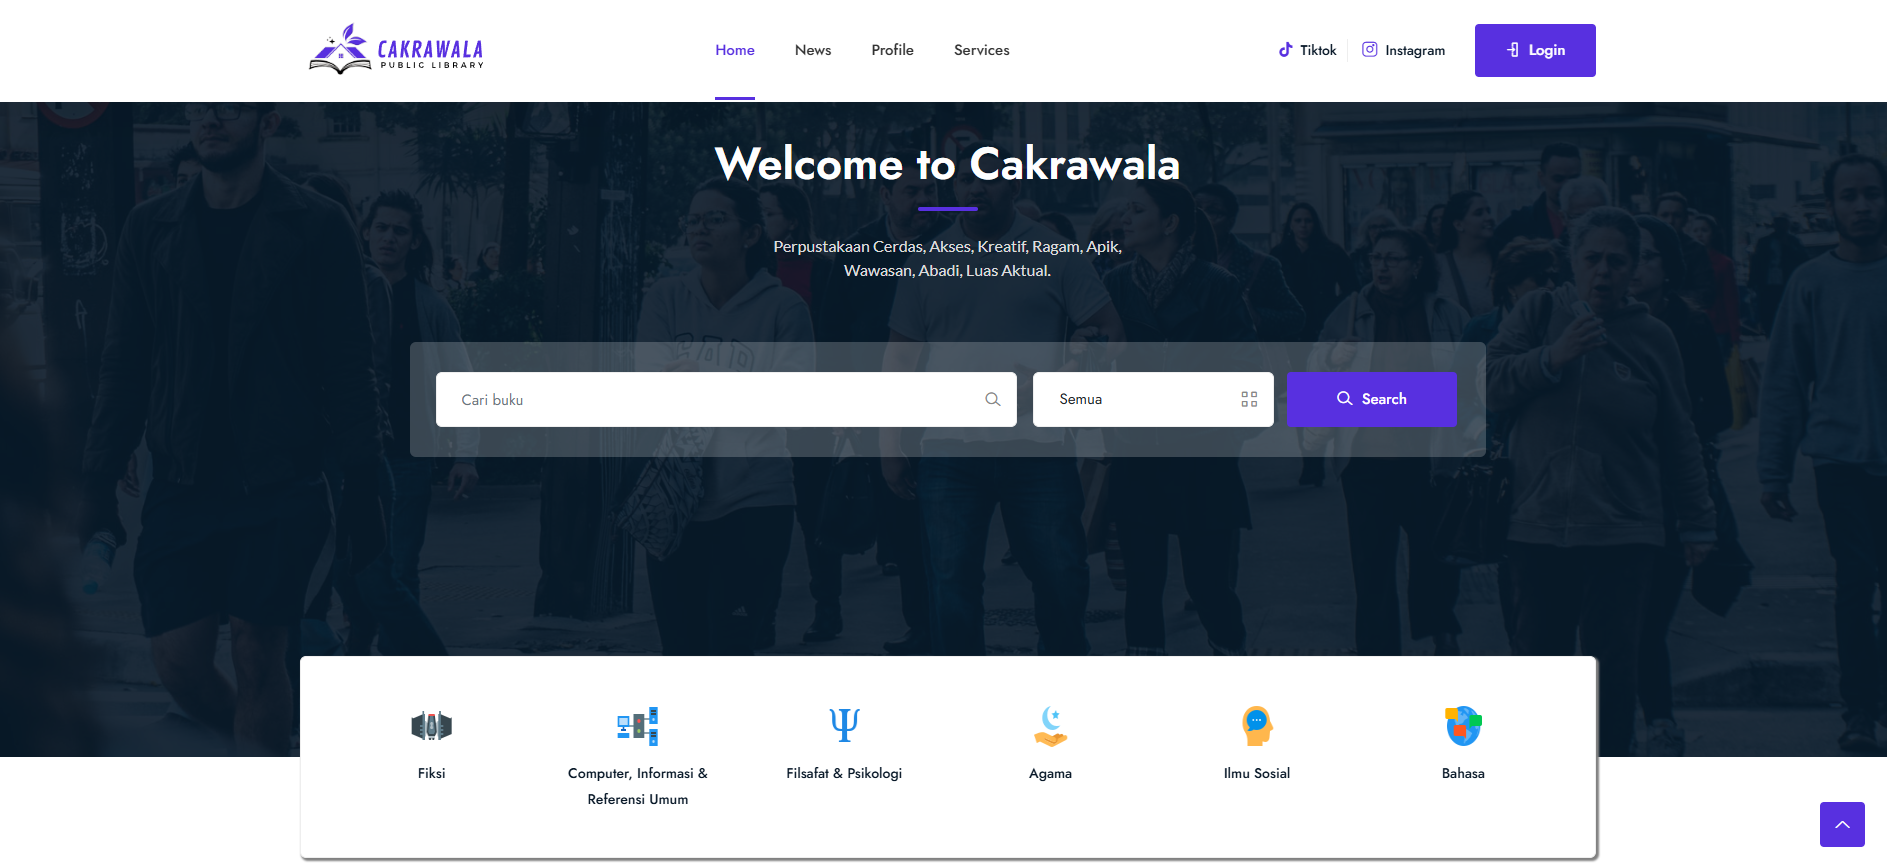 CAKRAWALA
PUBLIC LIBRARY
Home
News
Profile
Services
Tiktok
Instagram
Login
Welcome to Cakrawala
Perpustakaan Cerdas, Akses, Kreatif, Ragam, Apik,
Wawasan, Abadi, Luas Aktual.
Cari buku
Semua
Search
Fiksi
Computer, Informasi &
Referensi Umum
Filsafat & Psikologi
Agama
Ilmu Sosial
Bahasa